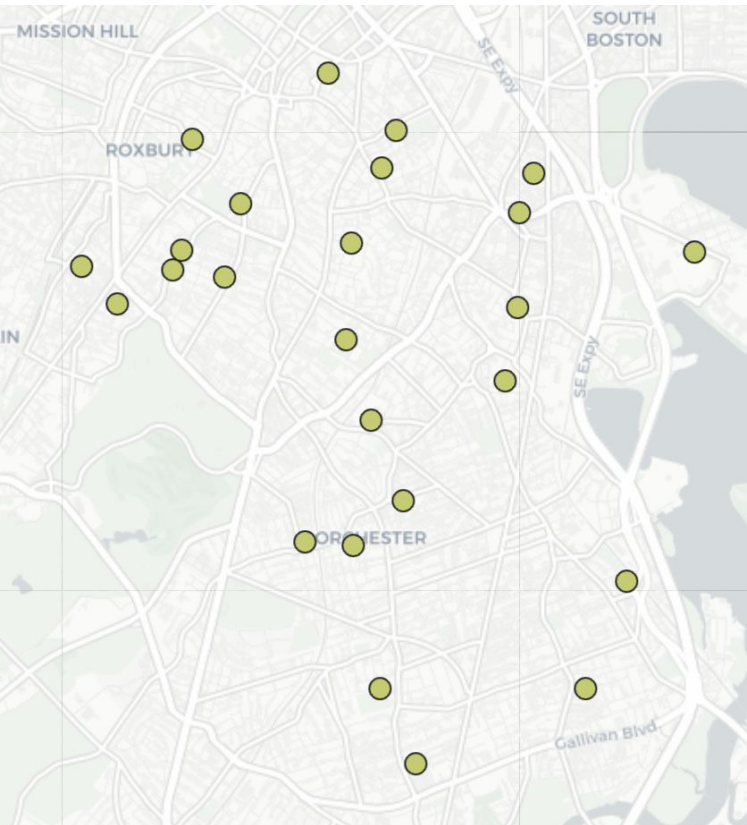 SOUTH
BOSTON
MISSION HILL
SE Expy
ROXBURY
IN
SE Expy
ORCHESTER
Gallivan Blvd